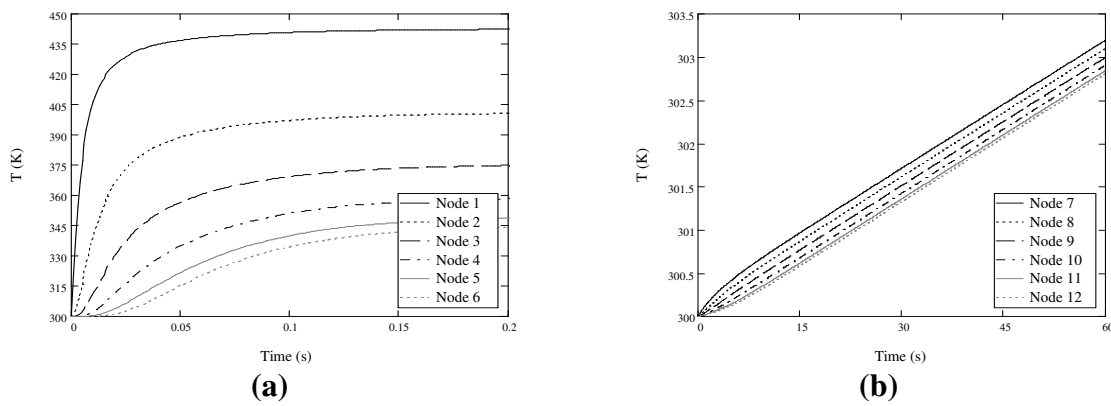 450
435
420
405
390
375
360
345
330
315
300
T (K)
0
0.05
0.1
0.15
0.2
Time (s)
Node 1
Node 2
Node 3
Node 4
Node 5
Node 6
(a)
303.5
303
302.5
302
301.5
301
300.5
300
T (K)
0
15
30
45
60
Time (s)
Node 7
Node 8
Node 9
Node 10
Node 11
Node 12
(b)